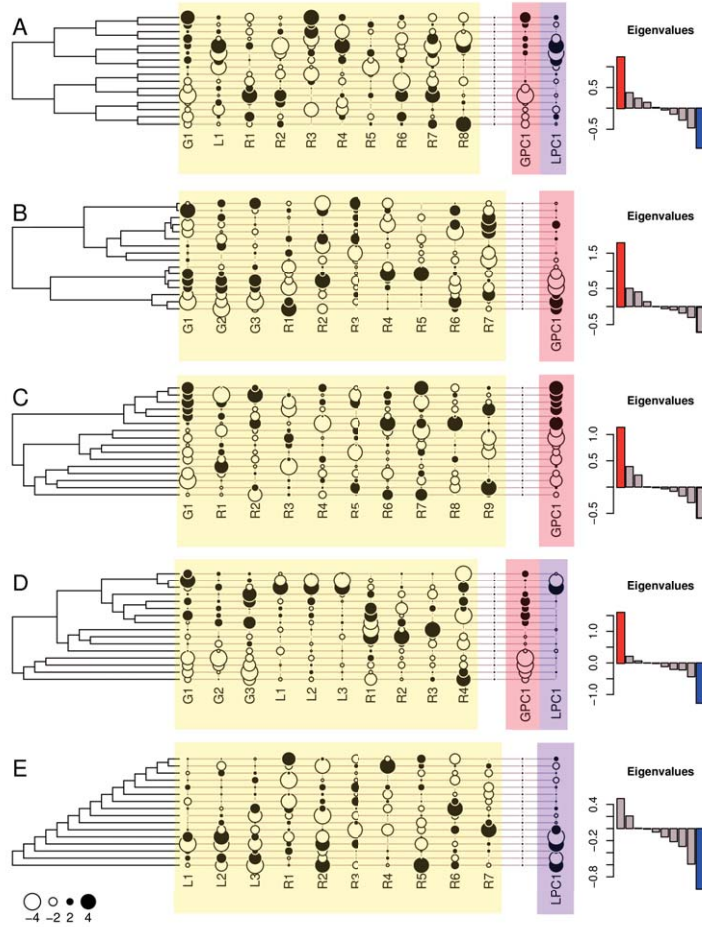 A
G1 L1 R1 R2 R3 R4 R5 R6 R7 R8 GPC1 LPC1
Eigenvalues
0.5
−0.5
B
G1 G2 G3 R1 R2 R3 R4 R5 R6 R7 GPC1
Eigenvalues
1.5
0.5
−0.5
C
G1 R1 R2 R3 R4 R5 R6 R7 R8 R9 GPC1
Eigenvalues
1.0
0.5
−0.5
D
G1 G2 G3 L1 L2 L3 R1 R2 R3 R4 GPC1 LPC1
Eigenvalues
1.0
0.0
−1.0
E
L1 L2 L3 R1 R2 R3 R4 R5 R6 R7 LPC1
Eigenvalues
0.4
−0.2
−0.8
−4 −2 2 4